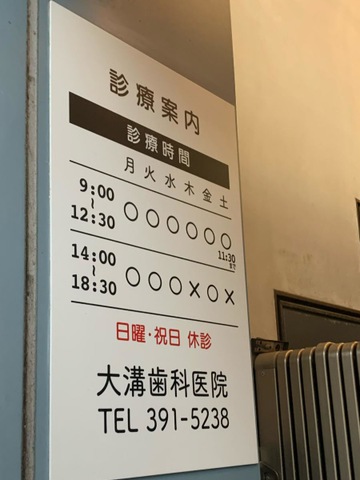 診療案内
診療時間
月 火 水 木 金 土
9:00
~
12:30
○ ○ ○ ○ ○ ○
11:30
まで
14:00
~
18:30
○ ○ ○ × ○ ×
日曜・祝日 休診
大溝歯科医院
TEL 391-5238